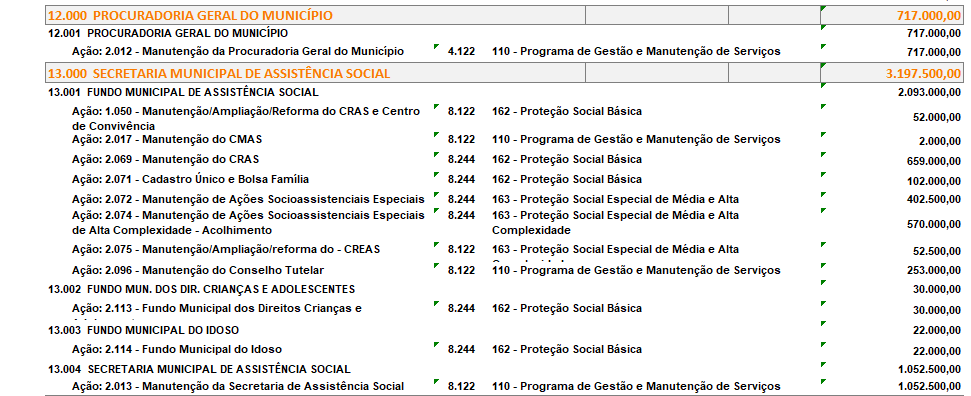 12.000 PROCURADORIA GERAL DO MUNICÍPIO 717.000,00
12.001 PROCURADORIA GERAL DO MUNICÍPIO 717.000,00
Ação: 2.012 - Manutenção da Procuradoria Geral do Município 4.122 110 - Programa de Gestão e Manutenção de Serviços 717.000,00
13.000 SECRETARIA MUNICIPAL DE ASSISTÊNCIA SOCIAL 3.197.500,00
13.001 FUNDO MUNICIPAL DE ASSISTÊNCIA SOCIAL 2.093.000,00
Ação: 1.050 - Manutenção/Ampliação/Reforma do CRAS e Centro 8.122 162 - Proteção Social Básica 52.000,00
de Convivência
Ação: 2.017 - Manutenção do CMAS 8.122 110 - Programa de Gestão e Manutenção de Serviços 2.000,00
Ação: 2.069 - Manutenção do CRAS 8.244 162 - Proteção Social Básica 659.000,00
Ação: 2.071 - Cadastro Único e Bolsa Família 8.244 162 - Proteção Social Básica 102.000,00
Ação: 2.072 - Manutenção de Ações Socioassistenciais Especiais 8.244 163 - Proteção Social Especial de Média e Alta 402.500,00
Ação: 2.074 - Manutenção de Ações Socioassistenciais Especiais 8.244 163 - Proteção Social Especial de Média e Alta
de Alta Complexidade - Acolhimento Complexidade 570.000,00
Ação: 2.075 - Manutenção/Ampliação/reforma do - CREAS 8.122 163 - Proteção Social Especial de Média e Alta 52.500,00
Ação: 2.096 - Manutenção do Conselho Tutelar 8.122 110 - Programa de Gestão e Manutenção de Serviços 253.000,00
13.002 FUNDO MUN. DOS DIR. CRIANÇAS E ADOLESCENTES 30.000,00
Ação: 2.113 - Fundo Municipal dos Direitos Crianças e 8.244 162 - Proteção Social Básica 30.000,00
13.003 FUNDO MUNICIPAL DO IDOSO 22.000,00
Ação: 2.114 - Fundo Municipal do Idoso 8.244 162 - Proteção Social Básica 22.000,00
13.004 SECRETARIA MUNICIPAL DE ASSISTÊNCIA SOCIAL 1.052.500,00
Ação: 2.013 - Manutenção da Secretaria de Assistência Social 8.122 110 - Programa de Gestão e Manutenção de Serviços 1.052.500,00